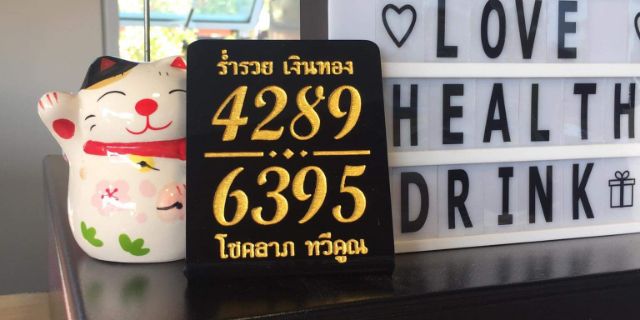 ร่ำรวย เงินทอง
4289
6395
โชคลาภ ทวีคูณ
LOVE
HEALTH
DRINK